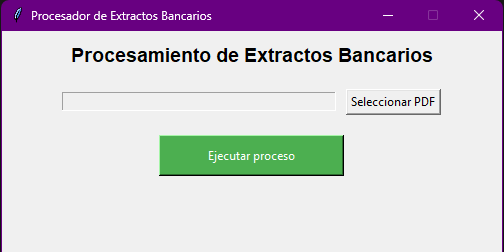 Procesador de Extractos Bancarios
Procesamiento de Extractos Bancarios
Seleccionar PDF
Ejecutar proceso